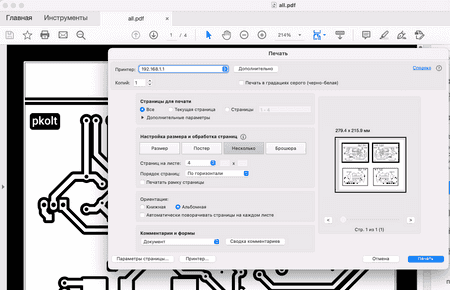 all.pdf
Главная Инструменты all.pdf ×
1 / 4 214%
pkolt
Печать
Принтер: 192.168.1.1 Дополнительно Справка ?
Копий: 1 Печать в градациях серого (черно-белая)
Страницы для печати
Все Текущая страница Страницы 1 - 4
Дополнительные параметры
Настройка размера и обработка страниц
Размер Постер Несколько Брошюра
Страниц на листе: 4 x
Порядок страниц: По горизонтали
Печатать рамку страницы
Ориентация:
Книжная Альбомная
Автоматически поворачивать страницы на каждом листе
Комментарии и формы
Документ Сводка комментариев
279.4 x 215.9 мм
< >
Стр. 1 из 1 (1)
Параметры страницы... Принтер... Отмена Печать